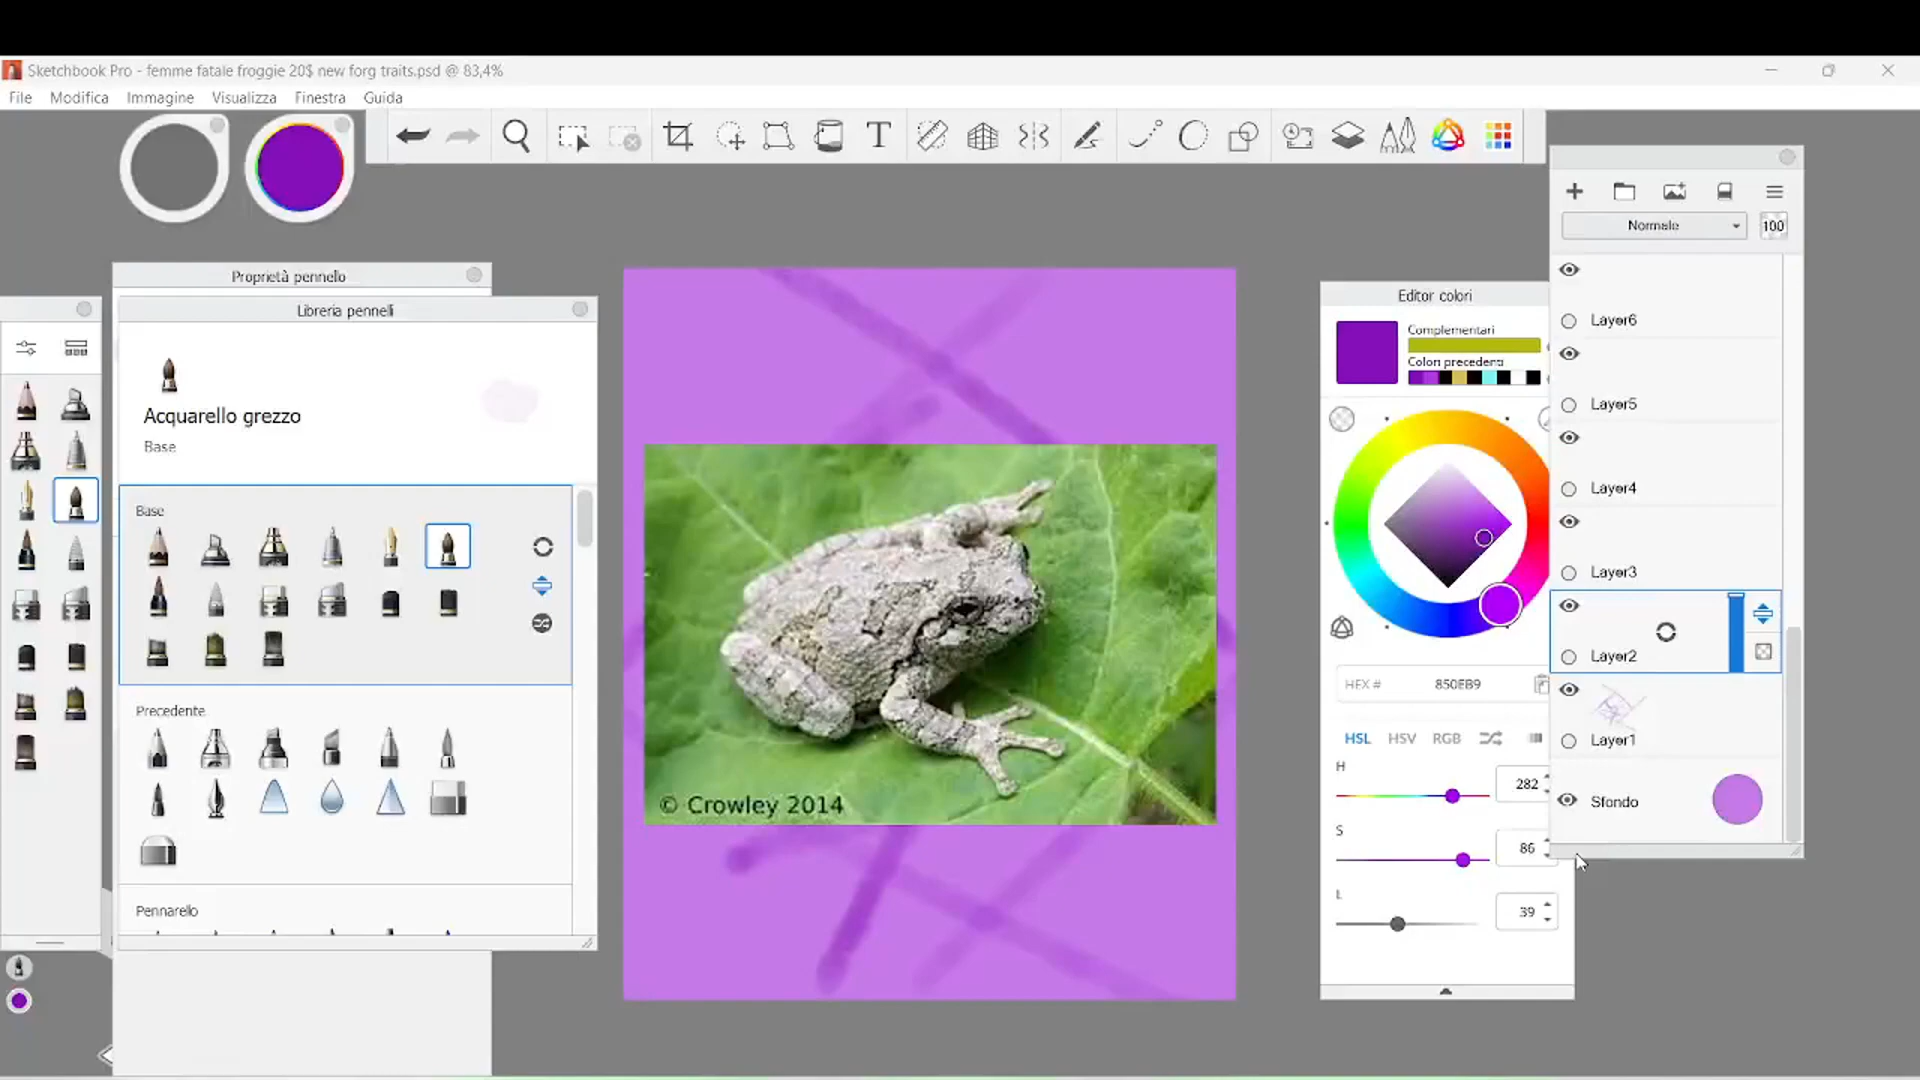 Sketchbook Pro - femme fatale froggie 20$ new forg traits.psd @ 83,4%
File Modifica Immagine Visualizza Finestra Guida
Normale 100
Proprietà pennello
Libreria pennelli
Acquarello grezzo
Base
Base
Precedente
Pennarello
© Crowley 2014
Editor colori
Complementari
Colori precedenti
HEX # 850EB9
HSL HSV RGB
H
282
S
86
L
39
Layer6
Layer5
Layer4
Layer3
Layer2
Layer1
Sfondo